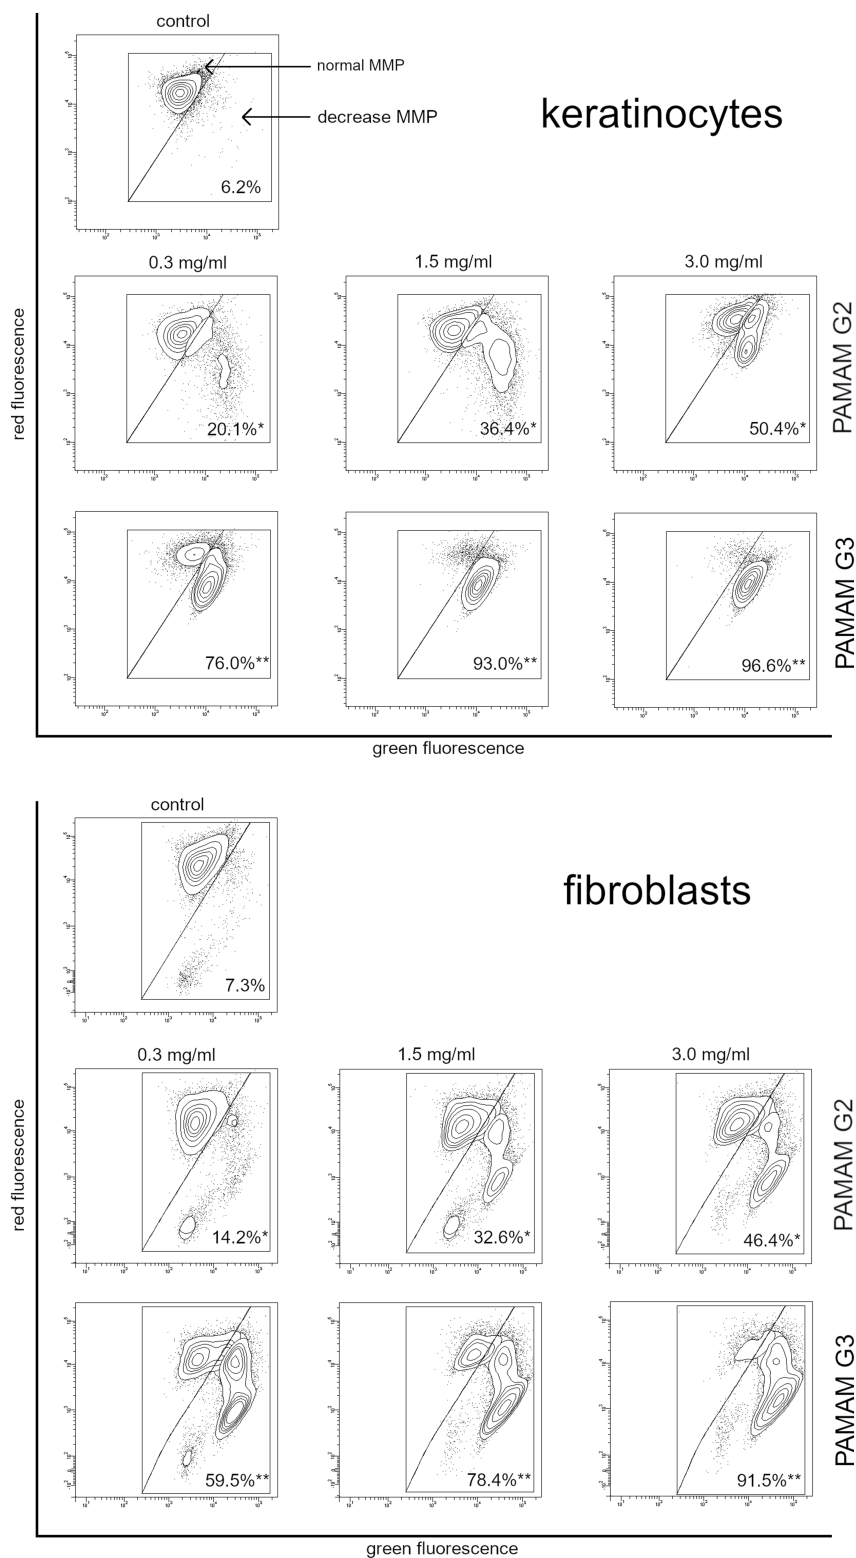 control
normal MMP
decrease MMP
keratinocytes
6.2%
0.3 mg/ml
1.5 mg/ml
3.0 mg/ml
20.1%*
36.4%*
50.4%*
PAMAM G2
red fluorescence
76.0%**
93.0%**
96.6%**
PAMAM G3
green fluorescence
control
fibroblasts
7.3%
0.3 mg/ml
1.5 mg/ml
3.0 mg/ml
14.2%*
32.6%*
46.4%*
PAMAM G2
red fluorescence
59.5%**
78.4%**
91.5%**
PAMAM G3
green fluorescence